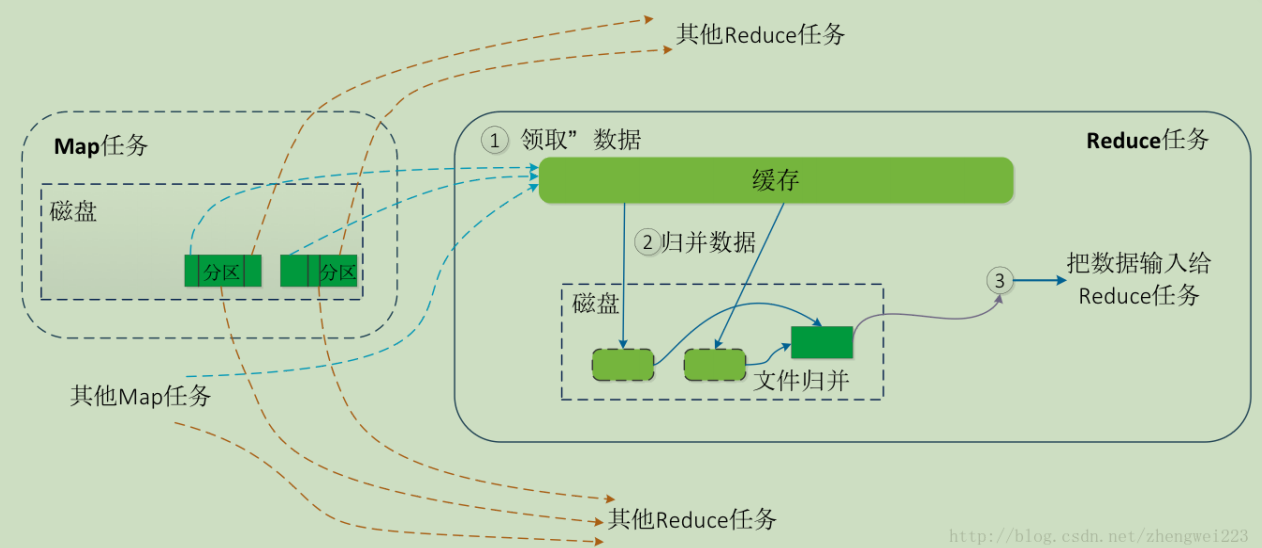 其他Reduce任务
Map任务
① 领取” 数据
Reduce任务
缓存
磁盘
②归并数据
分区
分区
③
把数据输入给
Reduce任务
磁盘
文件归并
其他Map任务
其他Reduce任务
http://blog.csdn.net/zhengwei223